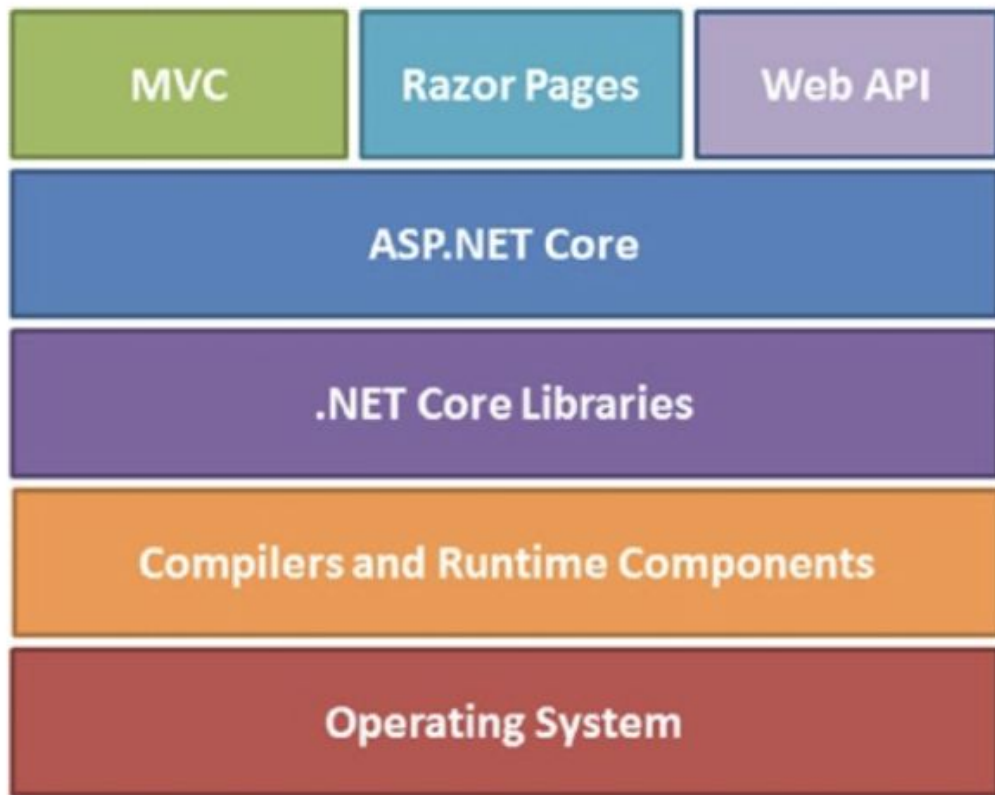 MVC
Razor Pages
Web API
ASP.NET Core
.NET Core Libraries
Compilers and Runtime Components
Operating System